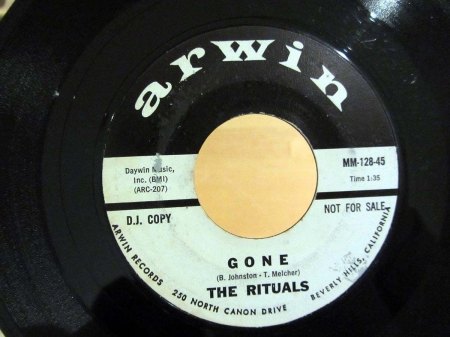 arwin
Daywin Music,
Inc. (BMI)
(ARC-207)
MM-128-45
Time 1:35
D.J. COPY
NOT FOR SALE
GONE
(B. Johnston - T. Melcher)
THE RITUALS
ARWIN RECORDS 250 NORTH CANON DRIVE BEVERLY HILLS, CALIFORNIA